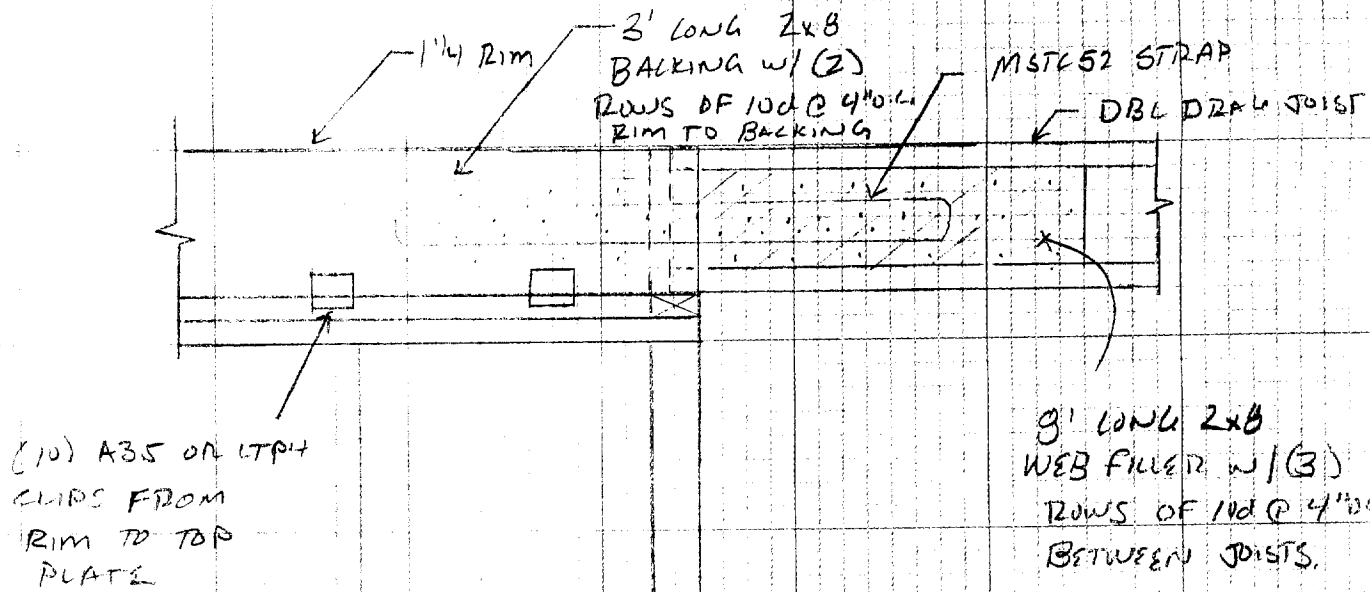 1 1/4 RIM
3' LONG 2x8
BACKING W/ (2)
ROWS OF 10d @ 4" O.C.
RIM TO BACKING
MSTC52 STRAP
DBL DRAG JOIST
(10) A35 OR LTP4
CLIPS FROM
RIM TO TOP
PLATE
8' LONG 2x8
WEB FILLER W/ (3)
ROWS OF 10d @ 4" O.
BETWEEN JOISTS.